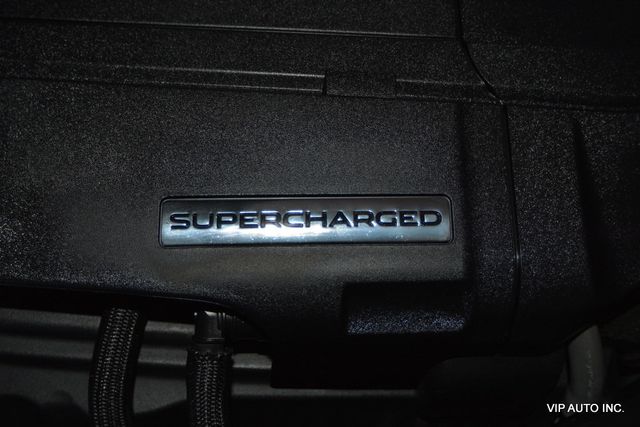 SUPERCHARGED
VIP AUTO INC.